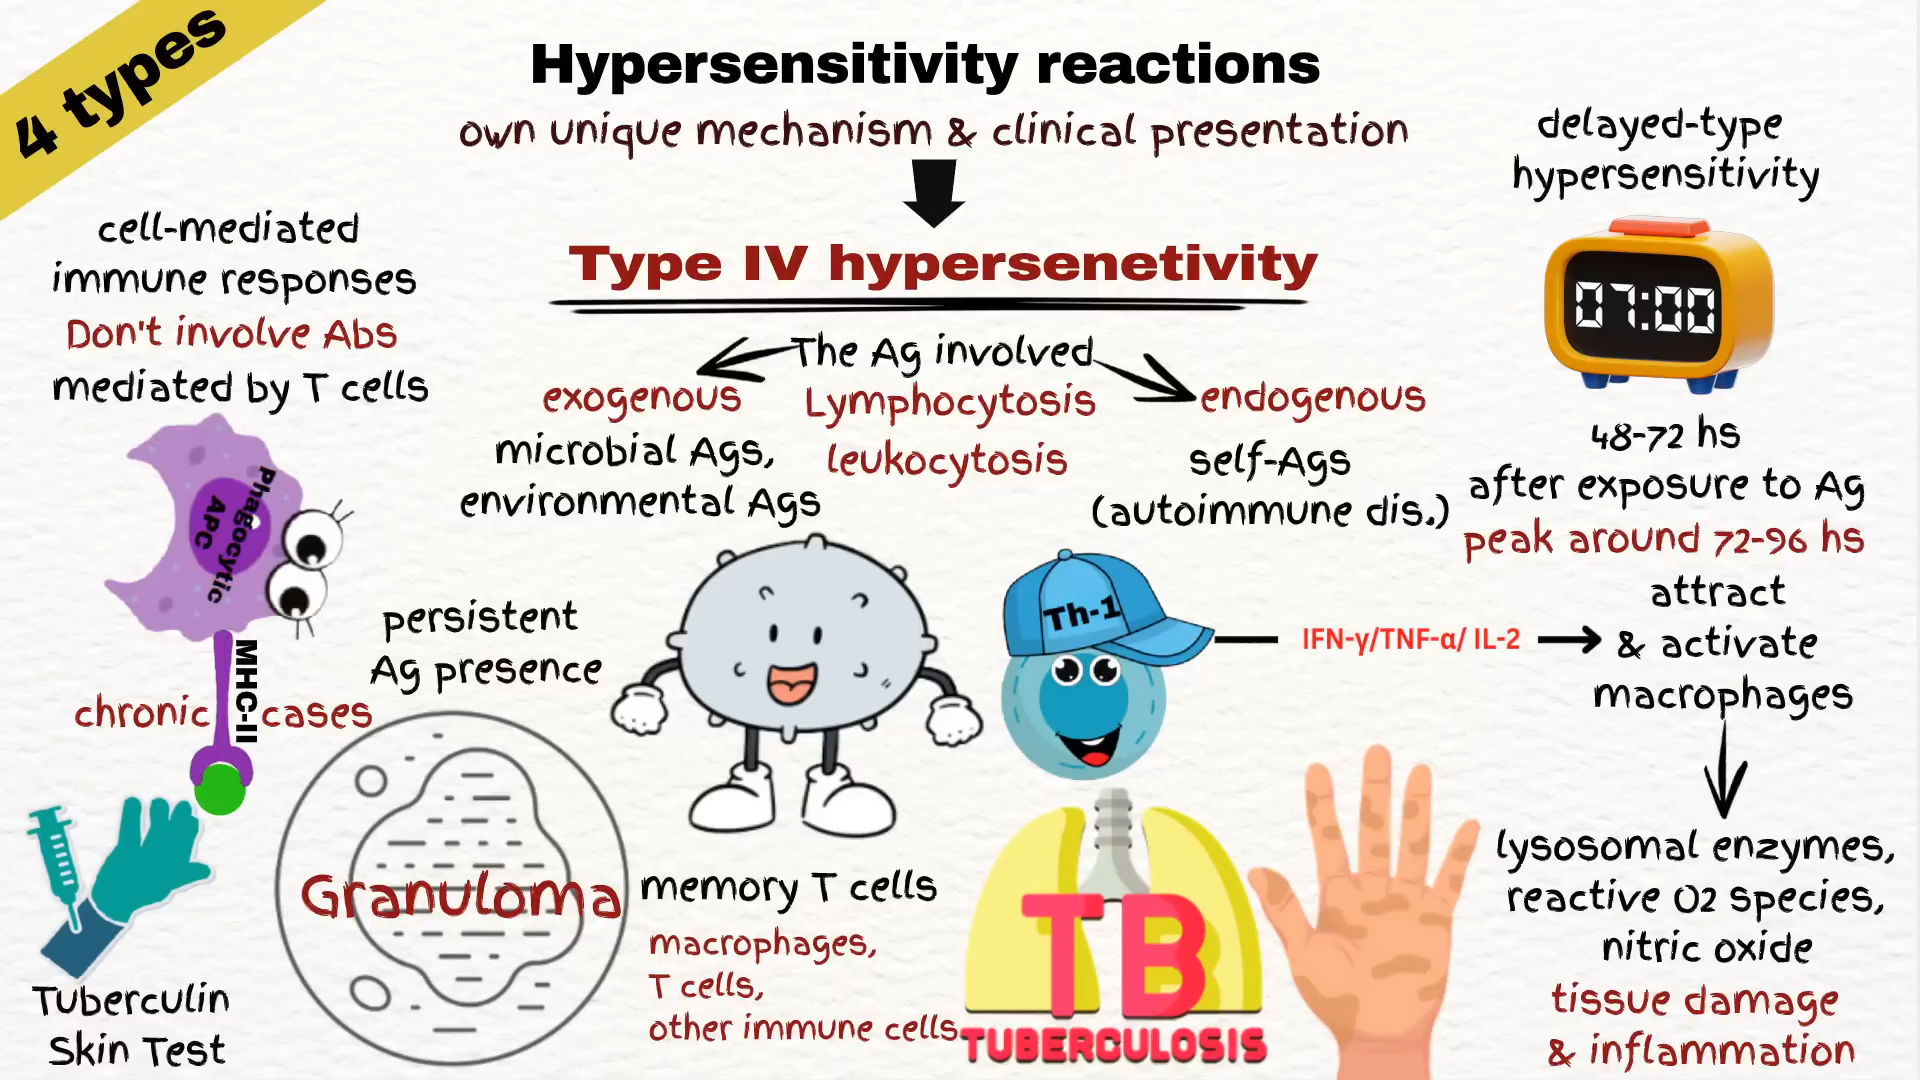 4 types
Hypersensitivity reactions
own unique mechanism & clinical presentation
Type IV hypersenetivity
cell-mediated
immune responses
Don't involve Abs
mediated by T cells
Phagocytic
APC
MHC-II
The Ag involved
exogenous
microbial Ags,
environmental Ags
Lymphocytosis
leukocytosis
endogenous
self-Ags
(autoimmune dis.)
delayed-type
hypersensitivity
07:00
48-72 hs
after exposure to Ag
peak around 72-96 hs
persistent
Ag presence
chronic cases
Granuloma
Th-1
IFN-γ/TNF-α/ IL-2
attract
& activate
macrophages
lysosomal enzymes,
reactive O2 species,
nitric oxide
tissue damage
& inflammation
memory T cells
macrophages,
T cells,
other immune cells
TB
TUBERCULOSIS
Tuberculin
Skin Test